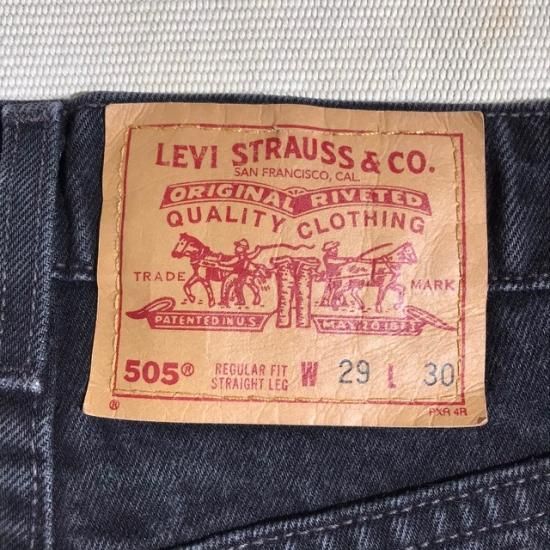 LEVI STRAUSS & CO.
SAN FRANCISCO, CAL.
ORIGINAL RIVETED
QUALITY CLOTHING
TRADE MARK
PATENTED IN U.S. MAY 20 1873
505® REGULAR FIT STRAIGHT LEG W 29 L 30
® PXR 4R